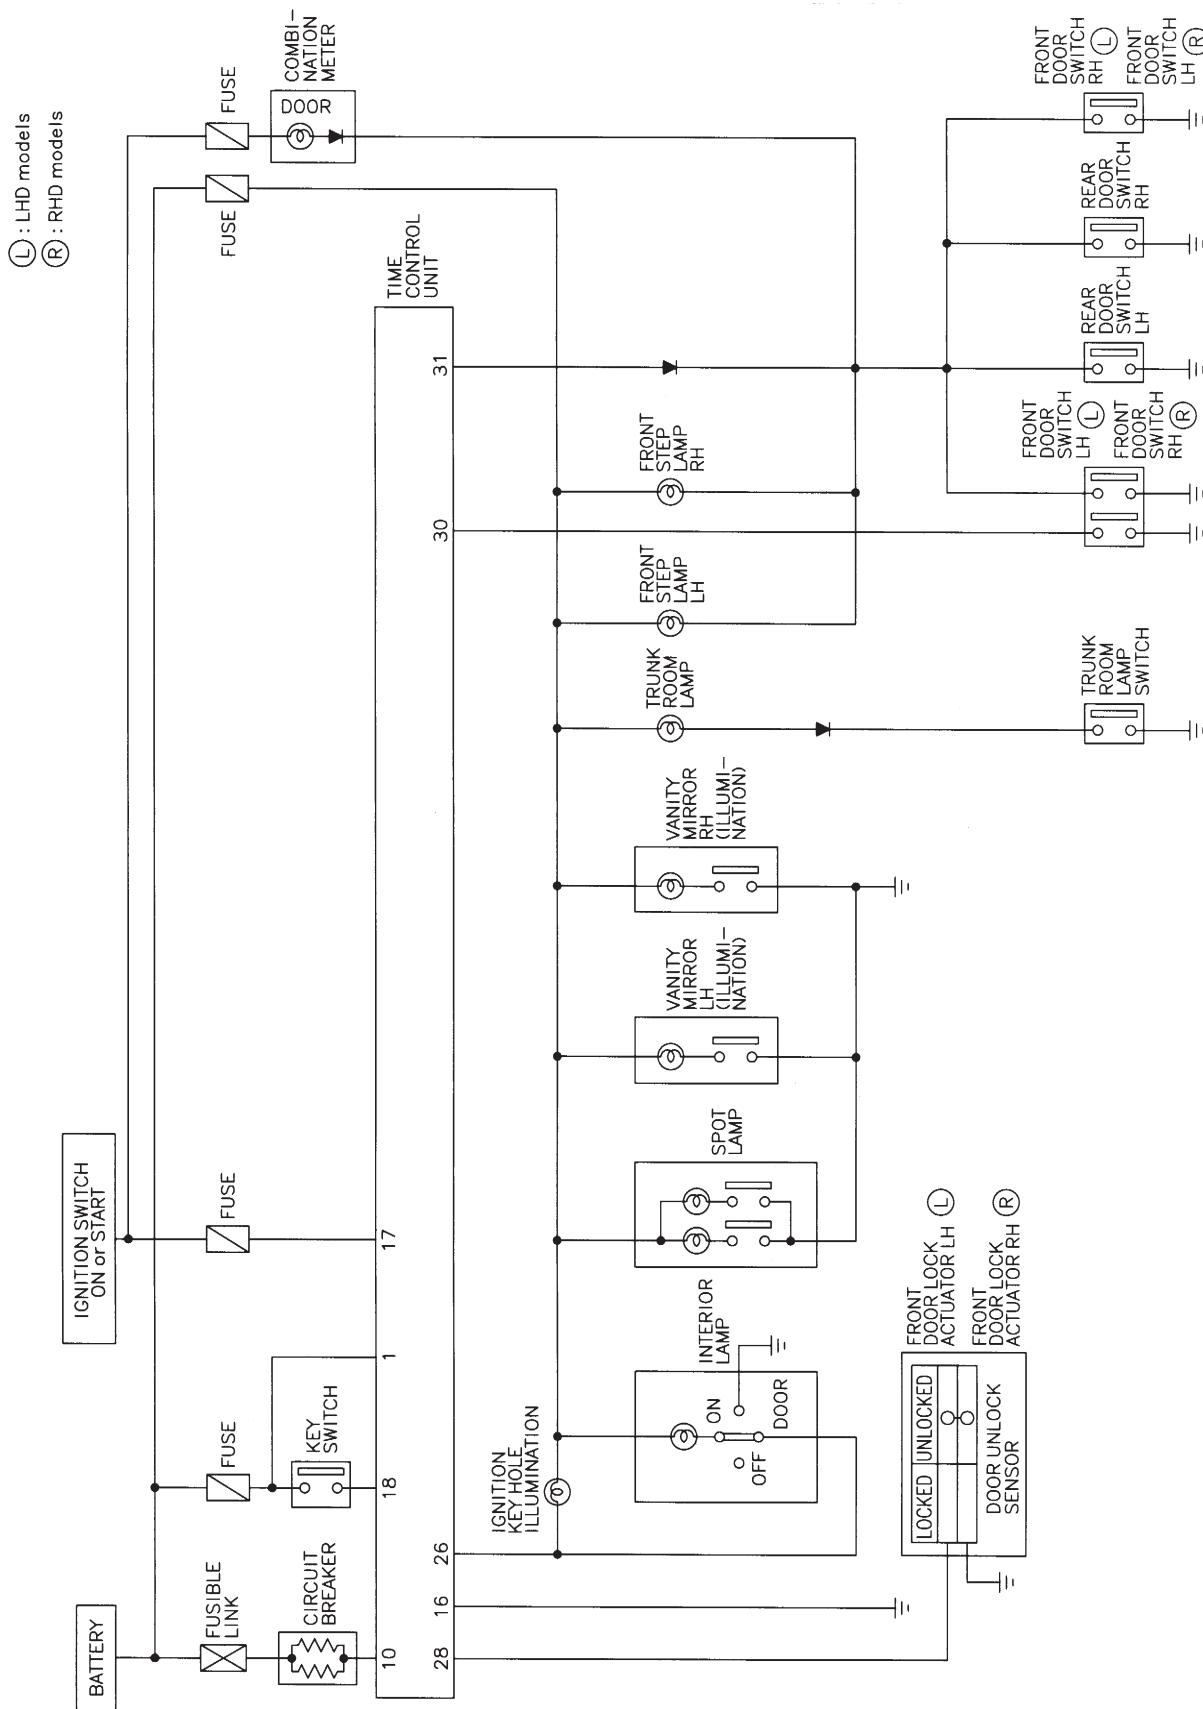 Ⓛ : LHD models
Ⓡ : RHD models
BATTERY
IGNITION SWITCH
ON or START
FUSIBLE
LINK
FUSE
FUSE
FUSE
FUSE
CIRCUIT
BREAKER
KEY
SWITCH
COMBI-
NATION
METER
DOOR
10
18
1
17
TIME
CONTROL
UNIT
28
16
26
30
31
IGNITION
KEY HOLE
ILLUMINATION
INTERIOR
LAMP
ON
OFF
DOOR
SPOT
LAMP
VANITY
MIRROR
LH
(ILLUMI-
NATION)
VANITY
MIRROR
RH
(ILLUMI-
NATION)
TRUNK
ROOM
LAMP
FRONT
STEP
LAMP
LH
FRONT
STEP
LAMP
RH
FRONT
DOOR LOCK
ACTUATOR LH Ⓛ
FRONT
DOOR LOCK
ACTUATOR RH Ⓡ
LOCKED
UNLOCKED
DOOR UNLOCK
SENSOR
TRUNK
ROOM
LAMP
SWITCH
FRONT
DOOR
SWITCH
LH Ⓛ
FRONT
DOOR
SWITCH
RH Ⓡ
REAR
DOOR
SWITCH
LH
REAR
DOOR
SWITCH
RH
FRONT
DOOR
SWITCH
RH Ⓛ
FRONT
DOOR
SWITCH
LH Ⓡ